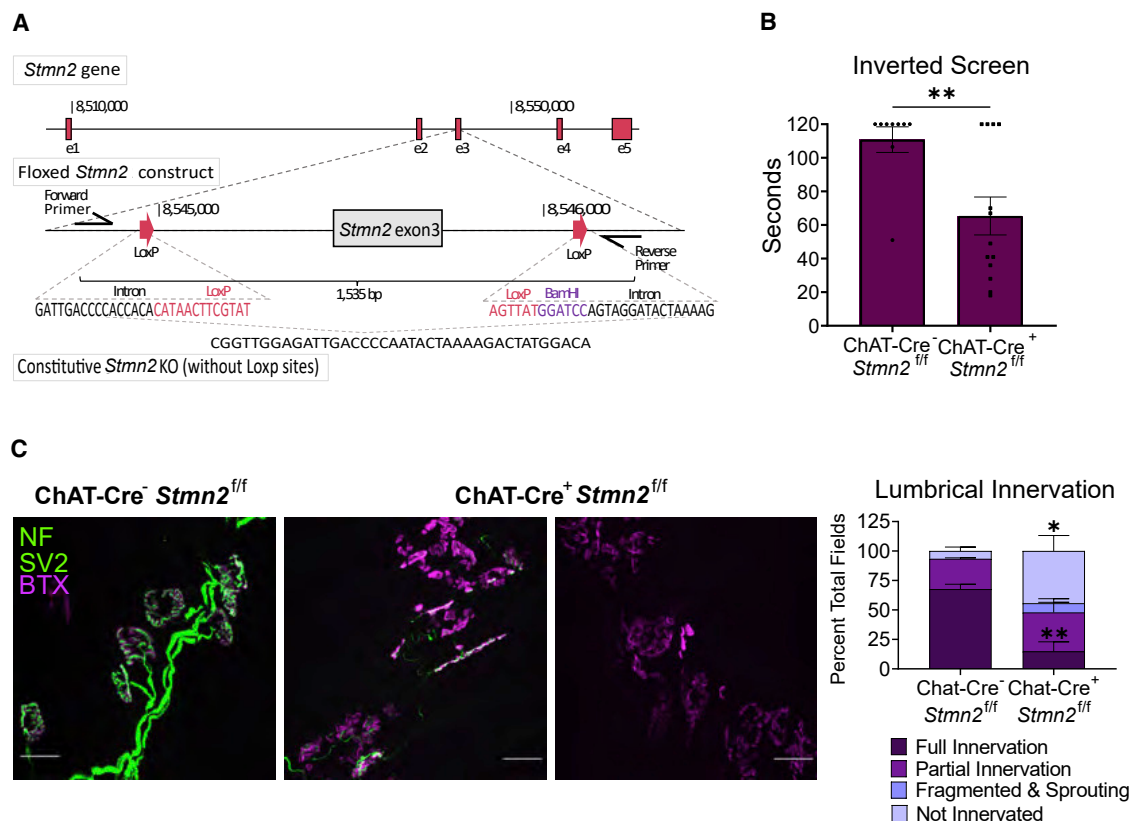 A
Stmn2 gene
|8,510,000
|8,550,000
e1
e2
e3
e4
e5
Floxed Stmn2 construct
Forward
Primer
|8,545,000
|8,546,000
Stmn2 exon3
LoxP
LoxP
Reverse
Primer
Intron
LoxP
1,535 bp
LoxP
BamHI
Intron
GATTGACCCCACCACACATAACTTCGTAT
AGTTATGGATCCAGTAGGATACTAAAAG
CGGTTGGAGATTGACCCCAATACTAAAAGACTATGGACA
Constitutive Stmn2 KO (without Loxp sites)
B
Inverted Screen
**
Seconds
120
100
80
60
40
20
0
ChAT-Cre- ChAT-Cre+
Stmn2f/f Stmn2f/f
C
ChAT-Cre- Stmn2f/f
ChAT-Cre+ Stmn2f/f
NF
SV2
BTX
Lumbrical Innervation
Percent Total Fields
125
100
75
50
25
0
*
**
Chat-Cre- Chat-Cre+
Stmn2f/f Stmn2f/f
Full Innervation
Partial Innervation
Fragmented & Sprouting
Not Innervated